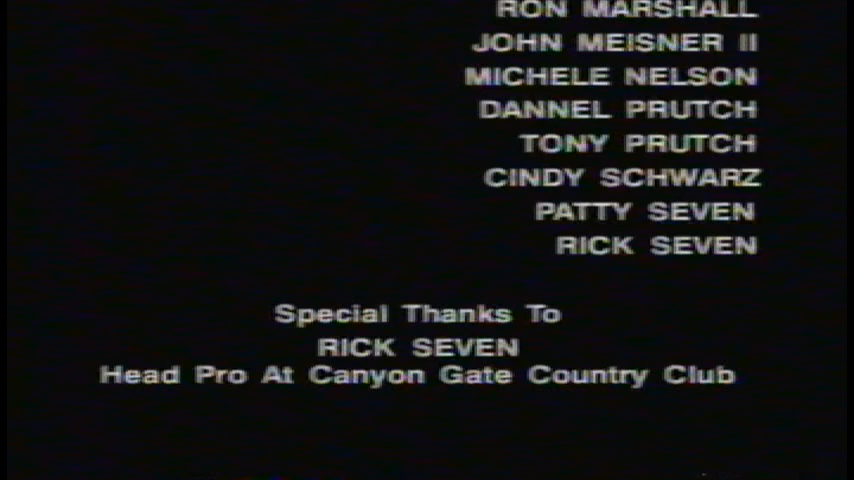 RON MARSHALL
JOHN MEISNER II
MICHELE NELSON
DANNEL PRUTCH
TONY PRUTCH
CINDY SCHWARZ
PATTY SEVEN
RICK SEVEN
Special Thanks To
RICK SEVEN
Head Pro At Canyon Gate Country Club